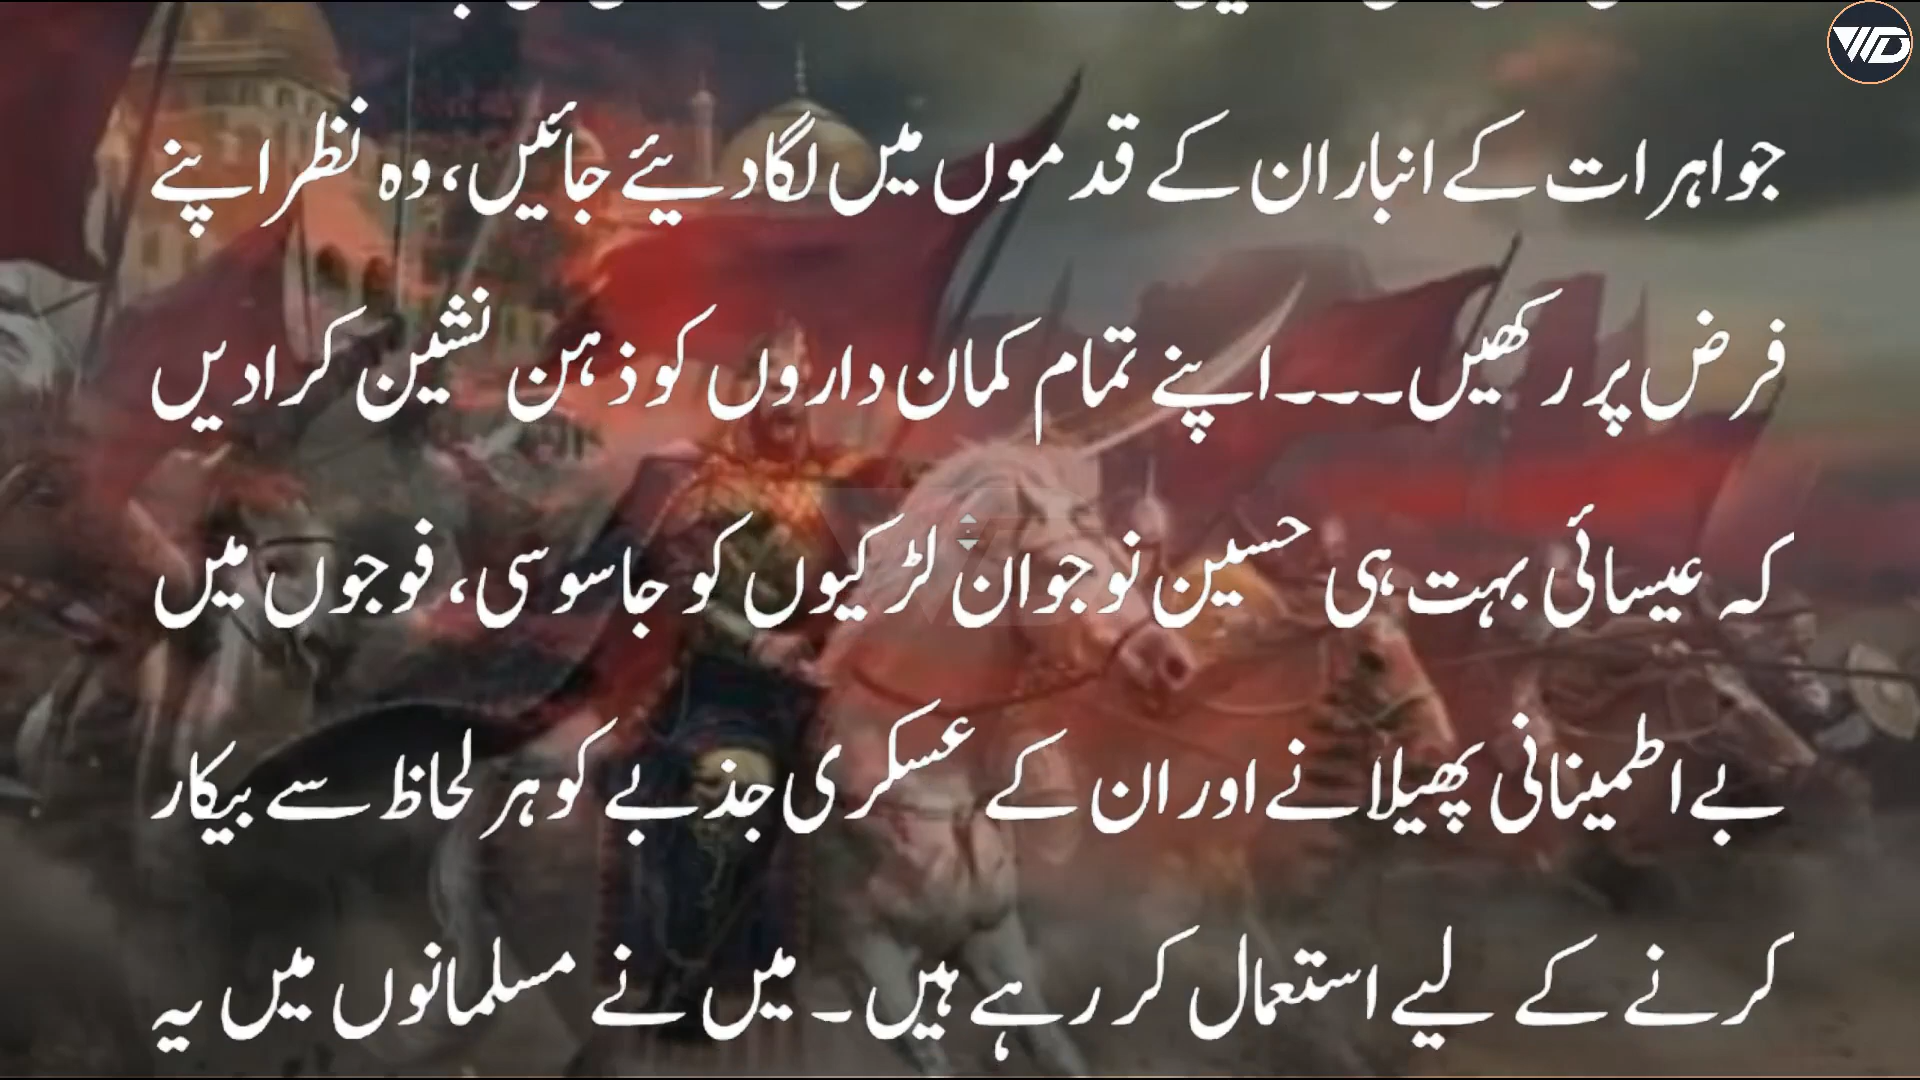 WD
جواہرات کے انبار ان کے قدموں میں لگا دیئے جائیں، وہ نظر اپنے
فرض پر رکھیں۔۔۔اپنے تمام کمان داروں کو ذہن نشین کرادیں
کہ عیسائی بہت ہی حسین نوجوان لڑکیوں کو جاسوسی، فوجوں میں
بے اطمینانی پھیلانے اور ان کے عسکری جذبے کو ہر لحاظ سے بیکار
کرنے کے لیے استعمال کر رہے ہیں۔ میں نے مسلمانوں میں یہ